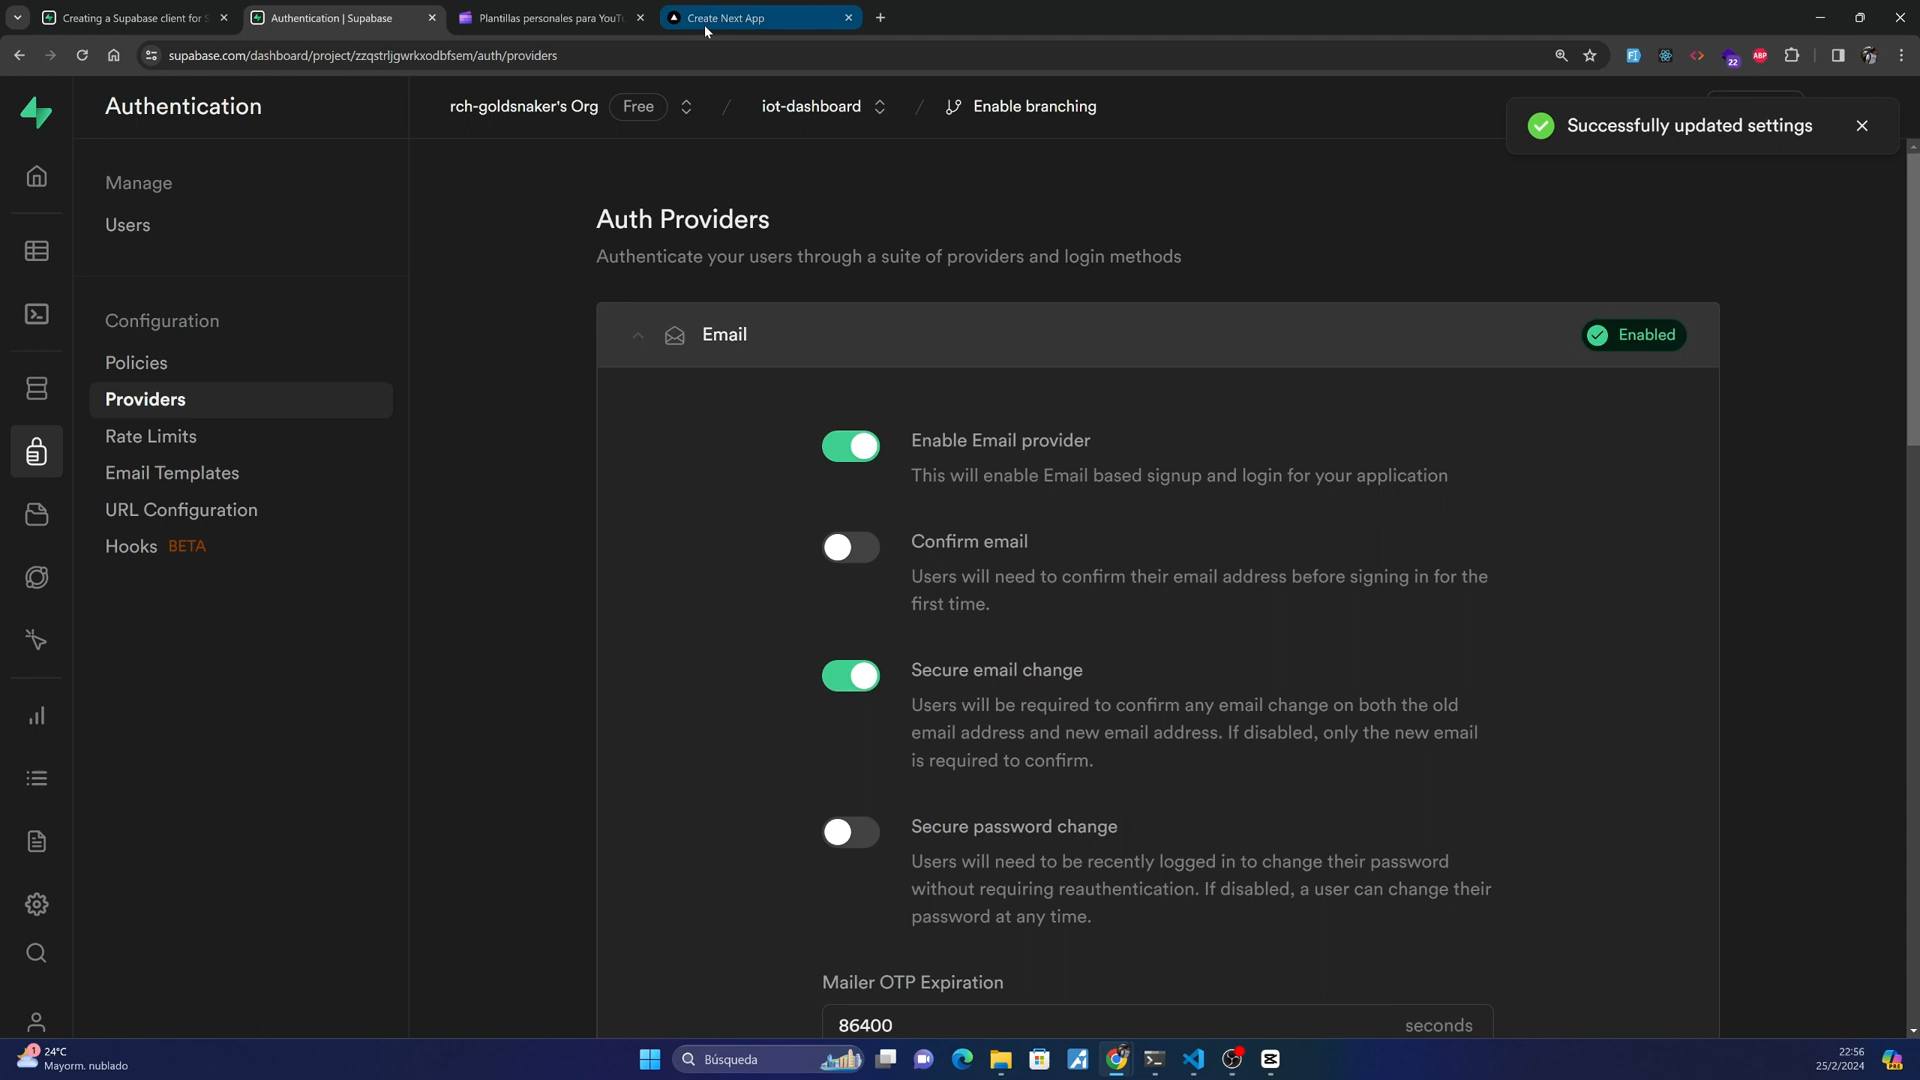 Creating a Supabase client for S
Authentication | Supabase
Plantillas personales para YouTu
Create Next App
supabase.com/dashboard/project/zzqstrljgwrkxodbfsem/auth/providers
22
ABP
Authentication
rch-goldsnaker's Org
Free
/
iot-dashboard
/
Enable branching
Successfully updated settings
Manage
Users
Configuration
Policies
Providers
Rate Limits
Email Templates
URL Configuration
Hooks BETA
Auth Providers
Authenticate your users through a suite of providers and login methods
Email
Enabled
Enable Email provider
This will enable Email based signup and login for your application
Confirm email
Users will need to confirm their email address before signing in for the
first time.
Secure email change
Users will be required to confirm any email change on both the old
email address and new email address. If disabled, only the new email
is required to confirm.
Secure password change
Users will need to be recently logged in to change their password
without requiring reauthentication. If disabled, a user can change their
password at any time.
Mailer OTP Expiration
86400
seconds
1
24°C
Mayorm. nublado
Búsqueda
22:56
25/2/2024
PRE